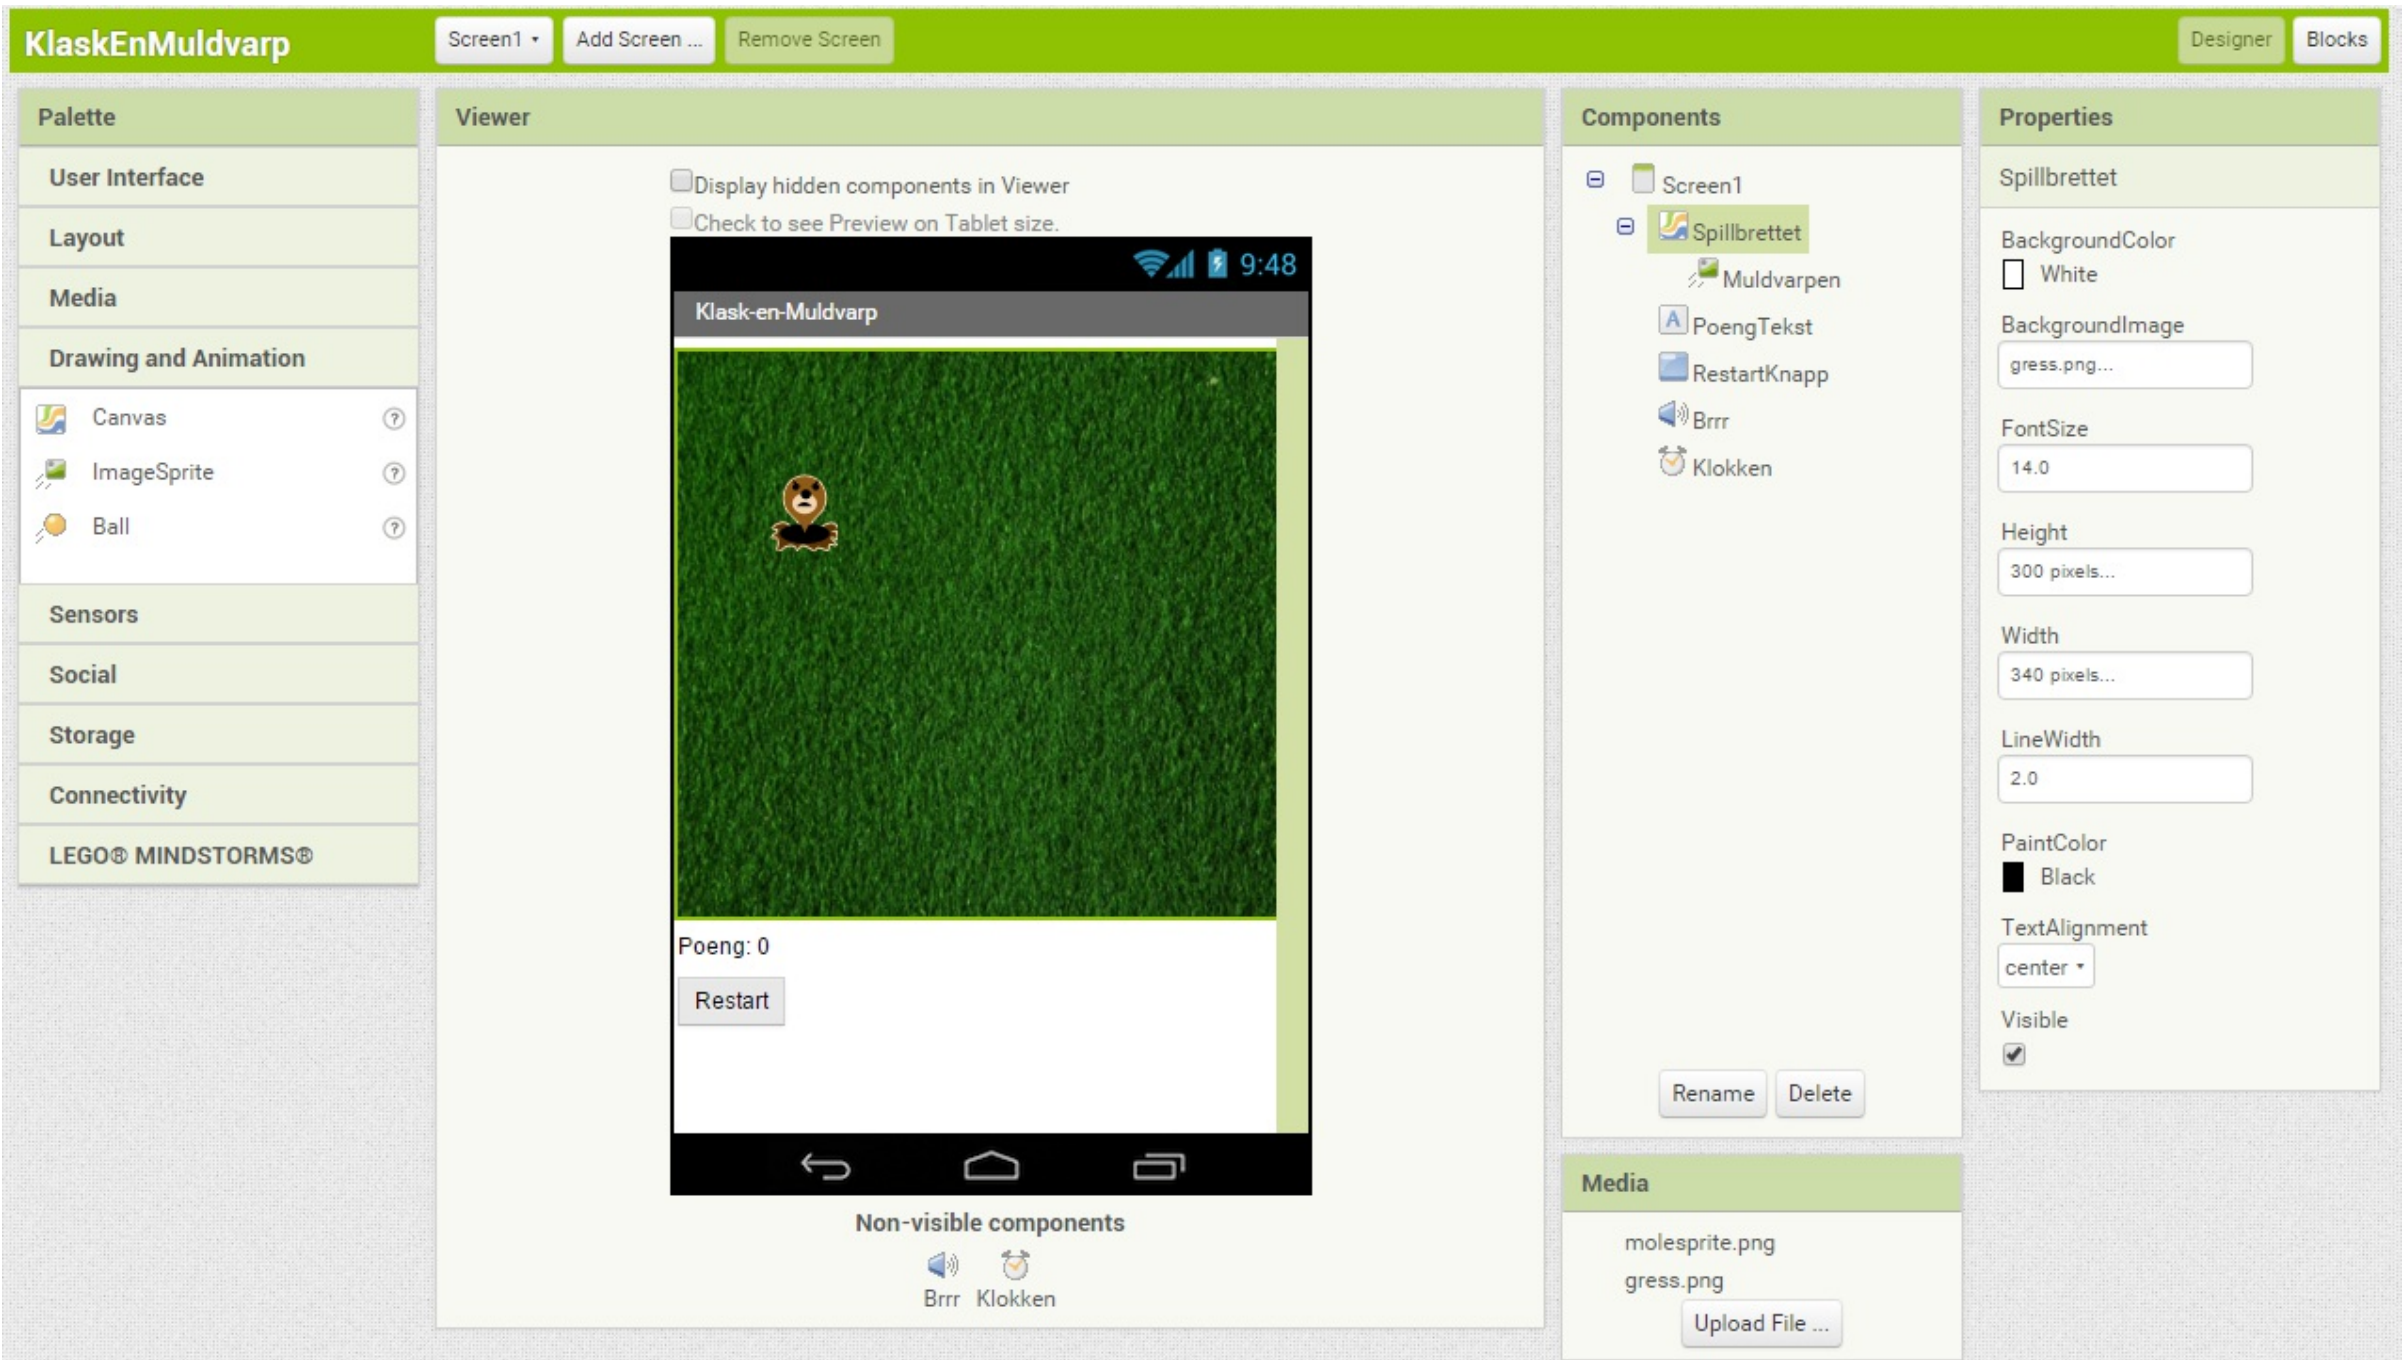 KlaskEnMuldvarp
Screen1
Add Screen ...
Remove Screen
Designer
Blocks
Palette
User Interface
Layout
Media
Drawing and Animation
Canvas
?
ImageSprite
?
Ball
?
Sensors
Social
Storage
Connectivity
LEGO® MINDSTORMS®
Viewer
Display hidden components in Viewer
Check to see Preview on Tablet size.
9:48
Klask-en-Muldvarp
Poeng: 0
Restart
Non-visible components
Brrr
Klokken
Components
Screen1
Spillbrettet
Muldvarpen
A PoengTekst
RestartKnapp
Brrr
Klokken
Rename
Delete
Media
molesprite.png
gress.png
Upload File ...
Properties
Spillbrettet
BackgroundColor
White
BackgroundImage
gress.png...
FontSize
14.0
Height
300 pixels...
Width
340 pixels...
LineWidth
2.0
PaintColor
Black
TextAlignment
center
Visible